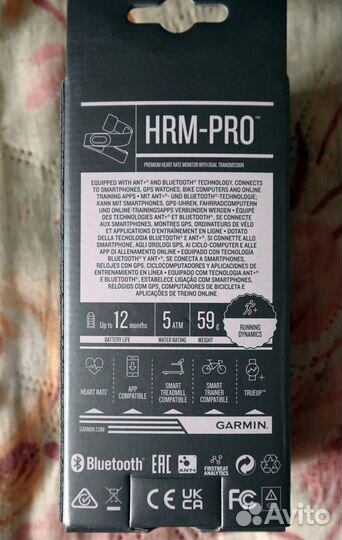 HRM-PRO™
PREMIUM HEART RATE MONITOR WITH DUAL TRANSMISSION
EQUIPPED WITH ANT+® AND BLUETOOTH® TECHNOLOGY, CONNECTS
TO SMARTPHONES, GPS WATCHES, BIKE COMPUTERS AND ONLINE
TRAINING APPS • MIT ANT+®- UND BLUETOOTH®-TECHNOLOGIE;
KANN MIT SMARTPHONES, GPS-UHREN, FAHRRADCOMPUTERN
UND ONLINE-TRAININGSAPPS VERBUNDEN WERDEN • ÉQUIPÉ
DES TECHNOLOGIES ANT+® ET BLUETOOTH®, SE CONNECTE
AUX SMARTPHONES, MONTRES GPS, ORDINATEURS DE VÉLO
ET APPLICATIONS D'ENTRAÎNEMENT EN LIGNE • DOTATO
DELLA TECNOLOGIA BLUETOOTH® E ANT+®, SI CONNETTE ALLO
SMARTPHONE, AGLI OROLOGI GPS, AI CICLO-COMPUTER E ALLE APP
DI ALLENAMENTO ONLINE • EQUIPADO CON TECNOLOGÍA
BLUETOOTH® Y ANT+®, SE CONECTA A SMARTPHONES,
RELOJES CON GPS, CICLOCOMPUTADORES Y APLICACIONES DE
ENTRENAMIENTO EN LÍNEA • EQUIPADO COM TECNOLOGIA ANT+®
E BLUETOOTH®, ESTABELECE LIGAÇÃO COM SMARTPHONES,
RELÓGIOS COM GPS, COMPUTADORES DE BICICLETA E
APLICAÇÕES DE TREINO ONLINE
Up to 12 months
BATTERY LIFE
5 ATM
WATER RATING
59 g
WEIGHT
RUNNING
DYNAMICS
HEART RATE
APP
COMPATIBLE
SMART
TREADMILL
COMPATIBLE
SMART
TRAINER
COMPATIBLE
TRUEUP™
GARMIN.COM
GARMIN
Bluetooth®
EAC
ANT+
FIRSTBEAT
ANALYTICS
CE
UK
CA
FC
Avito